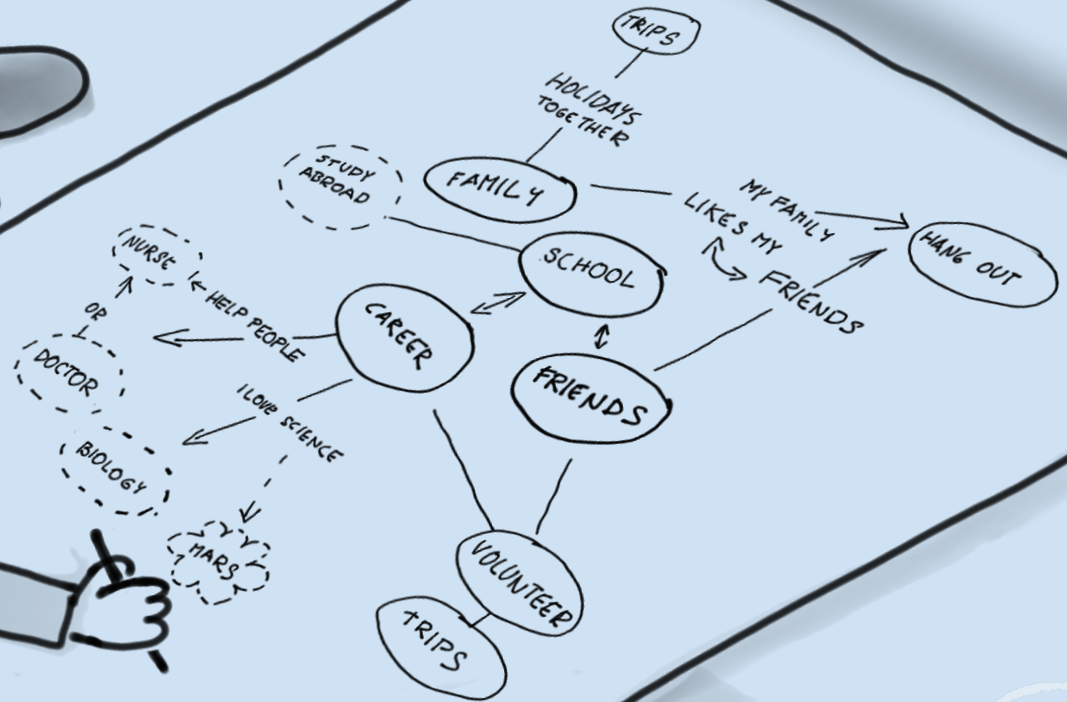 TRIPS
HOLIDAYS
TOGETHER
STUDY
ABROAD
FAMILY
MY FAMILY
LIKES MY
FRIENDS
HANG OUT
SCHOOL
NURSE
HELP PEOPLE
OR
CAREER
DOCTOR
FRIENDS
I LOVE SCIENCE
BIOLOGY
MARS
VOLUNTEER
TRIPS